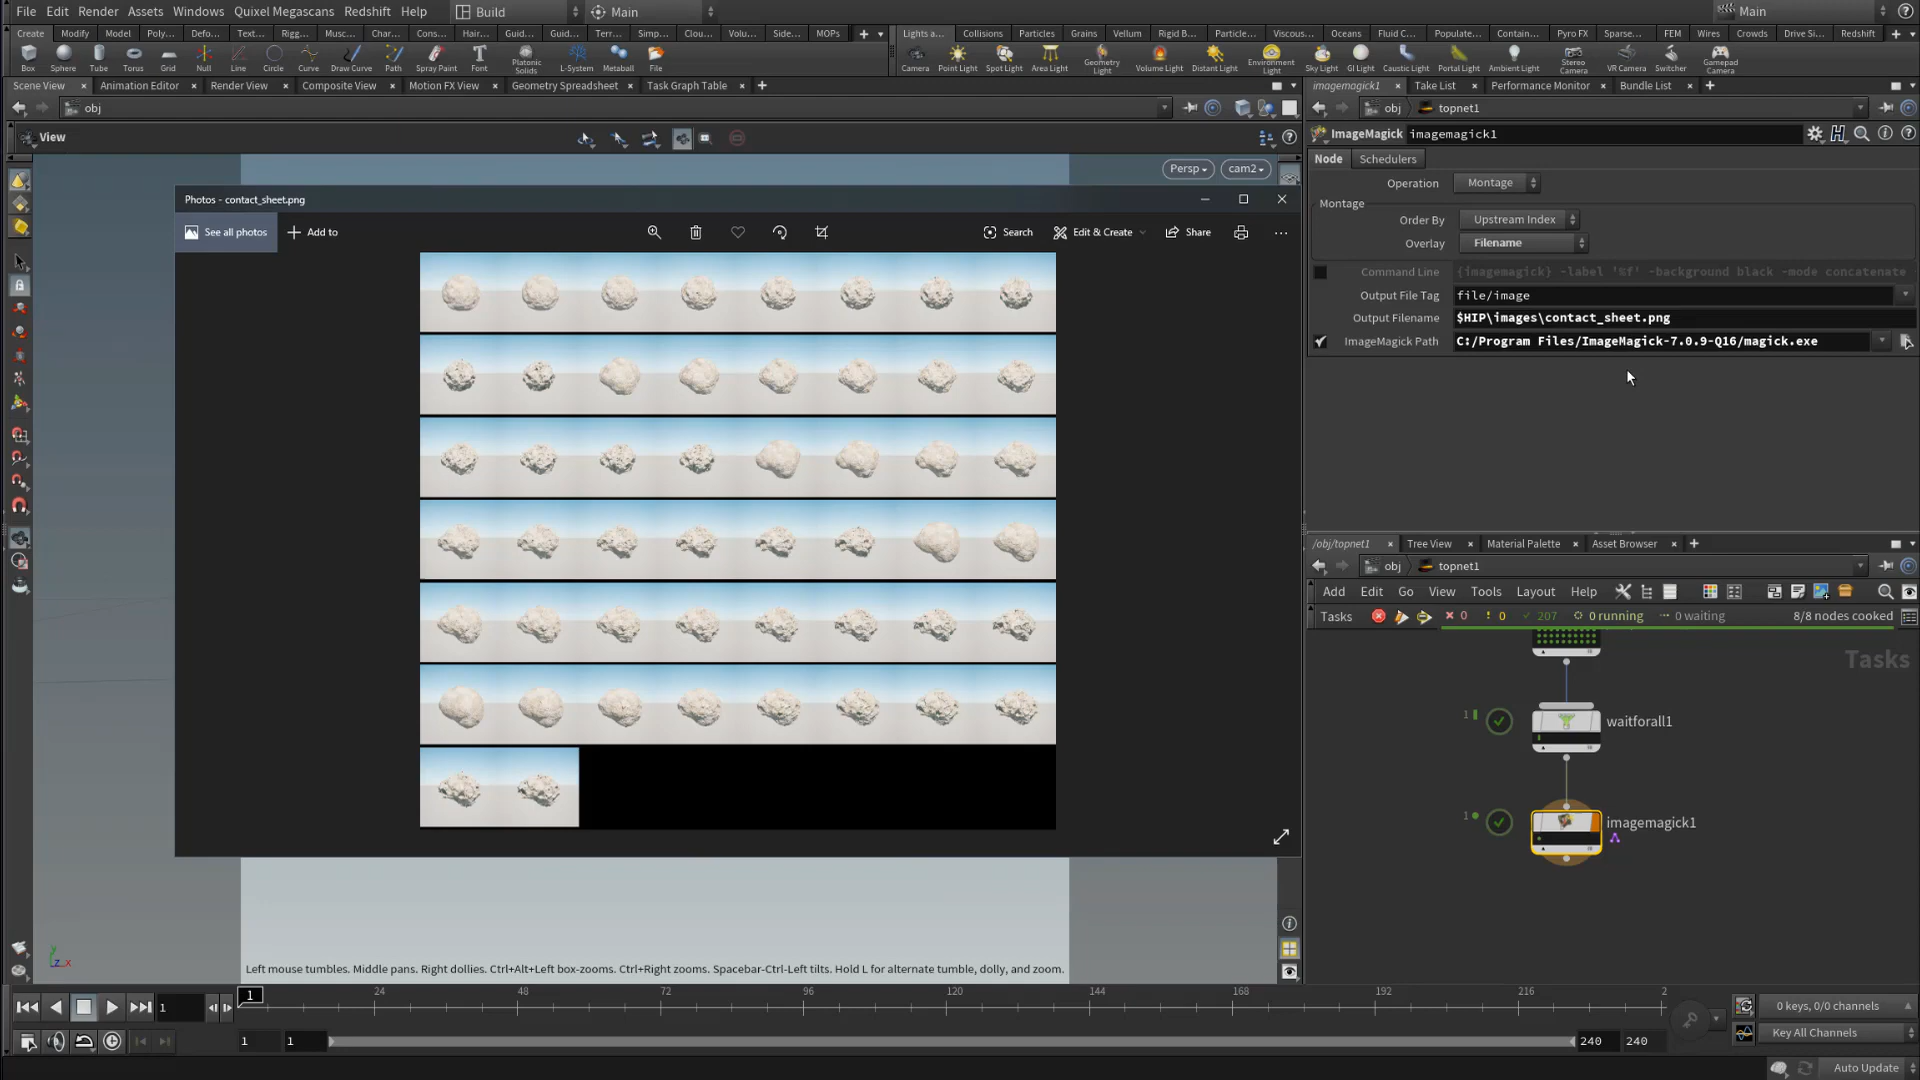 File Edit Render Assets Windows Quixel Megascans Redshift Help Build Main Main
Create Modify Model Poly... Defo... Text... Rigg... Musc... Char... Cons... Hair... Guid... Guid... Terr... Simp... Clou... Volu... Side... MOPs
Lights a... Collisions Particles Grains Vellum Rigid B... Particle... Viscous... Oceans Fluid C... Populate... Contain... Pyro FX Sparse... FEM Wires Crowds Drive Si... Redshift
Box Sphere Tube Torus Grid Null Line Circle Curve Draw Curve Path Spray Paint Font Platonic Solids L-System Metaball File
Camera Point Light Spot Light Area Light Geometry Light Volume Light Distant Light Environment Light Sky Light GI Light Caustic Light Portal Light Ambient Light Stereo Camera VR Camera Switcher Gamepad Camera
Scene View Animation Editor Render View Composite View Motion FX View Geometry Spreadsheet Task Graph Table
obj
View
Persp cam2
Photos - contact_sheet.png
See all photos Add to Search Edit & Create Share
Left mouse tumbles. Middle pans. Right dollies. Ctrl+Alt+Left box-zooms. Ctrl+Right zooms. Spacebar-Ctrl-Left tilts. Hold L for alternate tumble, dolly, and zoom.
imagemagick1 Take List Performance Monitor Bundle List
obj topnet1
ImageMagick imagemagick1
Node Schedulers
Operation Montage
Montage
Order By Upstream Index
Overlay Filename
Command Line {imagemagick} -label '%f' -background black -mode concatenate
Output File Tag file/image
Output Filename $HIP\images\contact_sheet.png
ImageMagick Path C:/Program Files/ImageMagick-7.0.9-Q16/magick.exe
/obj/topnet1 Tree View Material Palette Asset Browser
obj topnet1
Add Edit Go View Tools Layout Help
Tasks 0 0 207 0 running 0 waiting 8/8 nodes cooked
Tasks
1 waitforall1
1 imagemagick1
1 1 24 48 72 96 120 144 168 192 216 2
1 1 240 240
0 keys, 0/0 channels
Key All Channels
Auto Update